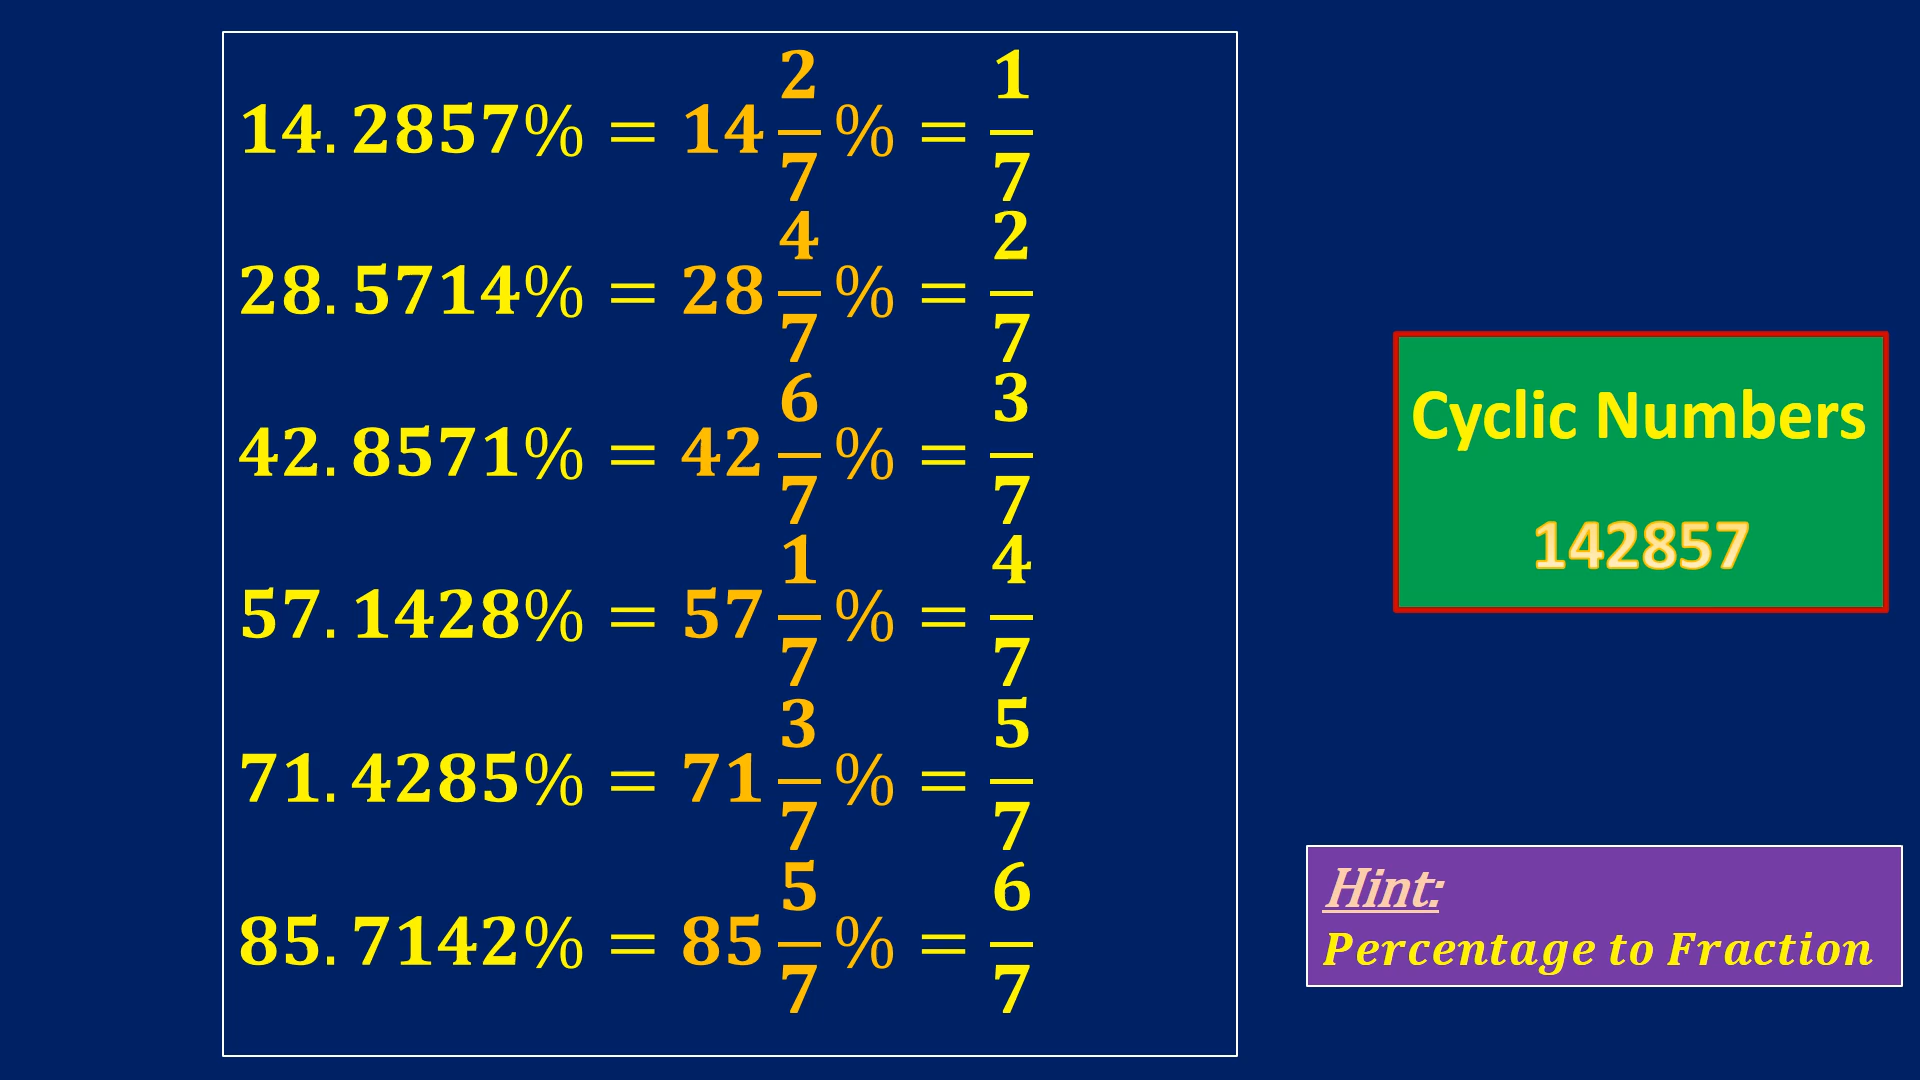 14.2857% = 14 2/7 % = 1/7
28.5714% = 28 4/7 % = 2/7
42.8571% = 42 6/7 % = 3/7
57.1428% = 57 1/7 % = 4/7
71.4285% = 71 3/7 % = 5/7
85.7142% = 85 5/7 % = 6/7
Cyclic Numbers
142857
Hint:
Percentage to Fraction